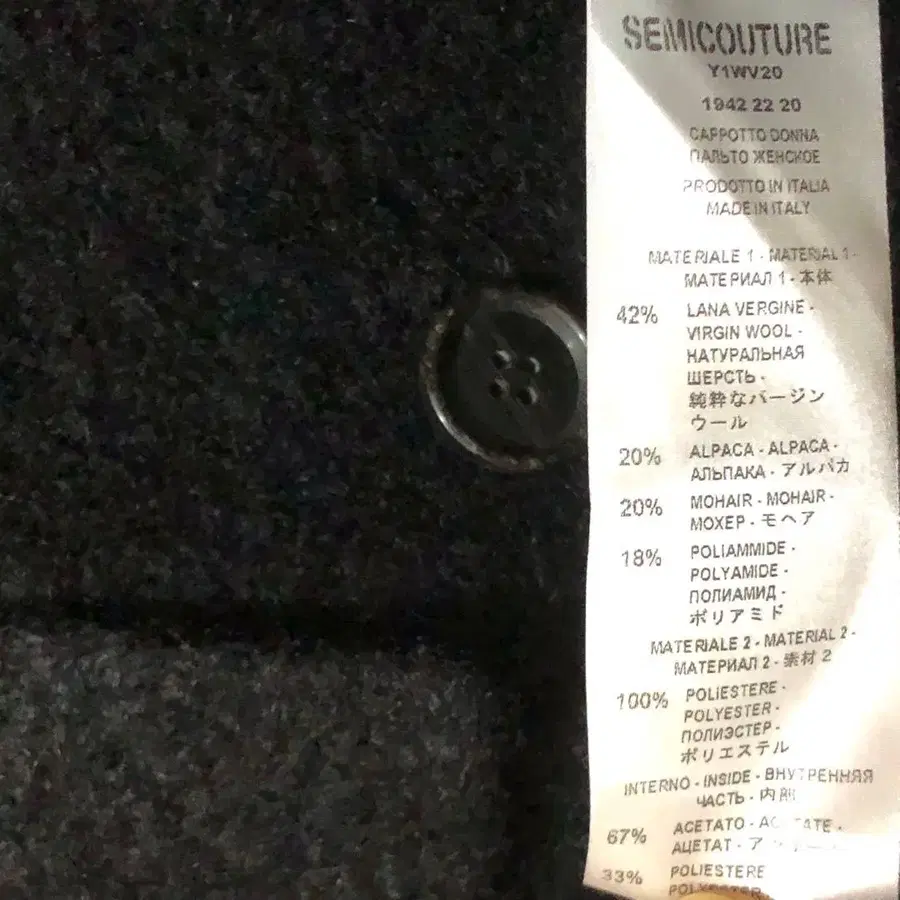 SEMICOUTURE
Y1WV20
1942 22 20
CAPPOTTO DONNA
ПАЛЬТО ЖЕНСКОЕ
PRODOTTO IN ITALIA
MADE IN ITALY
MATERIALE 1 - MATERIAL 1 -
МАТЕРИАЛ 1 - 本体
42% LANA VERGINE -
VIRGIN WOOL -
НАТУРАЛЬНАЯ
ШЕРСТЬ -
純粋なバージン
ウール
20% ALPACA - ALPACA -
АЛЬПАКА - アルパカ
20% MOHAIR - MOHAIR -
МОХЕР - モヘア
18% POLIAMMIDE -
POLYAMIDE -
ПОЛИАМИД -
ポリアミド
MATERIALE 2 - MATERIAL 2 -
МАТЕРИАЛ 2 - 素材 2
100% POLIESTERE -
POLYESTER -
ПОЛИЭСТЕР -
ポリエステル
INTERNO - INSIDE - ВНУТРЕННЯЯ
ЧАСТЬ -
67% ACETATO -
АЦЕТАТ -
33% POLIESTERE
POLYESTER